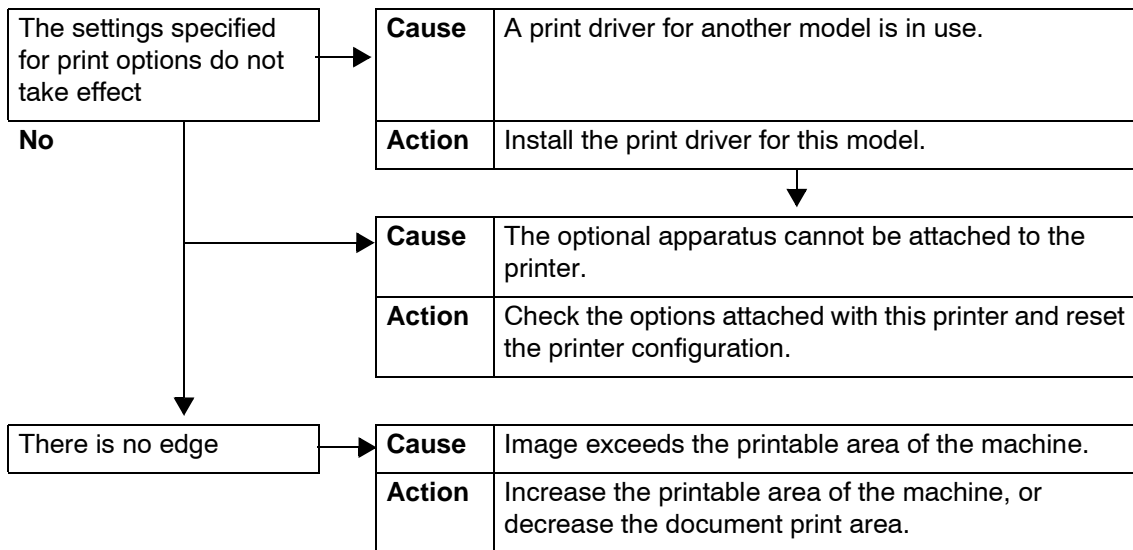 The settings specified
for print options do not
take effect
Cause
A print driver for another model is in use.
No
Action
Install the print driver for this model.
Cause
The optional apparatus cannot be attached to the
printer.
Action
Check the options attached with this printer and reset
the printer configuration.
There is no edge
Cause
Image exceeds the printable area of the machine.
Action
Increase the printable area of the machine, or
decrease the document print area.